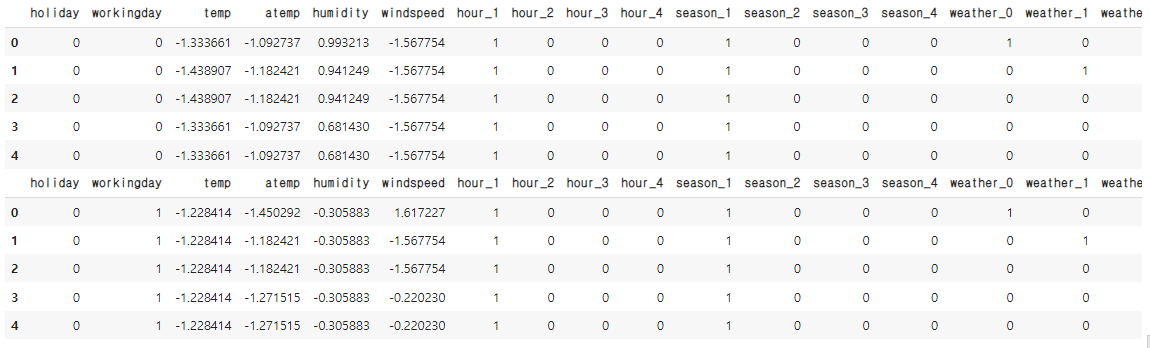 holiday workingday temp atemp humidity windspeed hour_1 hour_2 hour_3 hour_4 season_1 season_2 season_3 season_4 weather_0 weather_1 weathe
0 0 0 -1.333661 -1.092737 0.993213 -1.567754 1 0 0 0 1 0 0 0 1 0
1 0 0 -1.438907 -1.182421 0.941249 -1.567754 1 0 0 0 1 0 0 0 0 1
2 0 0 -1.438907 -1.182421 0.941249 -1.567754 1 0 0 0 1 0 0 0 0 0
3 0 0 -1.333661 -1.092737 0.681430 -1.567754 1 0 0 0 1 0 0 0 0 0
4 0 0 -1.333661 -1.092737 0.681430 -1.567754 1 0 0 0 1 0 0 0 0 0
holiday workingday temp atemp humidity windspeed hour_1 hour_2 hour_3 hour_4 season_1 season_2 season_3 season_4 weather_0 weather_1 weathe
0 0 1 -1.228414 -1.450292 -0.305883 1.617227 1 0 0 0 1 0 0 0 1 0
1 0 1 -1.228414 -1.182421 -0.305883 -1.567754 1 0 0 0 1 0 0 0 0 1
2 0 1 -1.228414 -1.182421 -0.305883 -1.567754 1 0 0 0 1 0 0 0 0 0
3 0 1 -1.228414 -1.271515 -0.305883 -0.220230 1 0 0 0 1 0 0 0 0 0
4 0 1 -1.228414 -1.271515 -0.305883 -0.220230 1 0 0 0 1 0 0 0 0 0